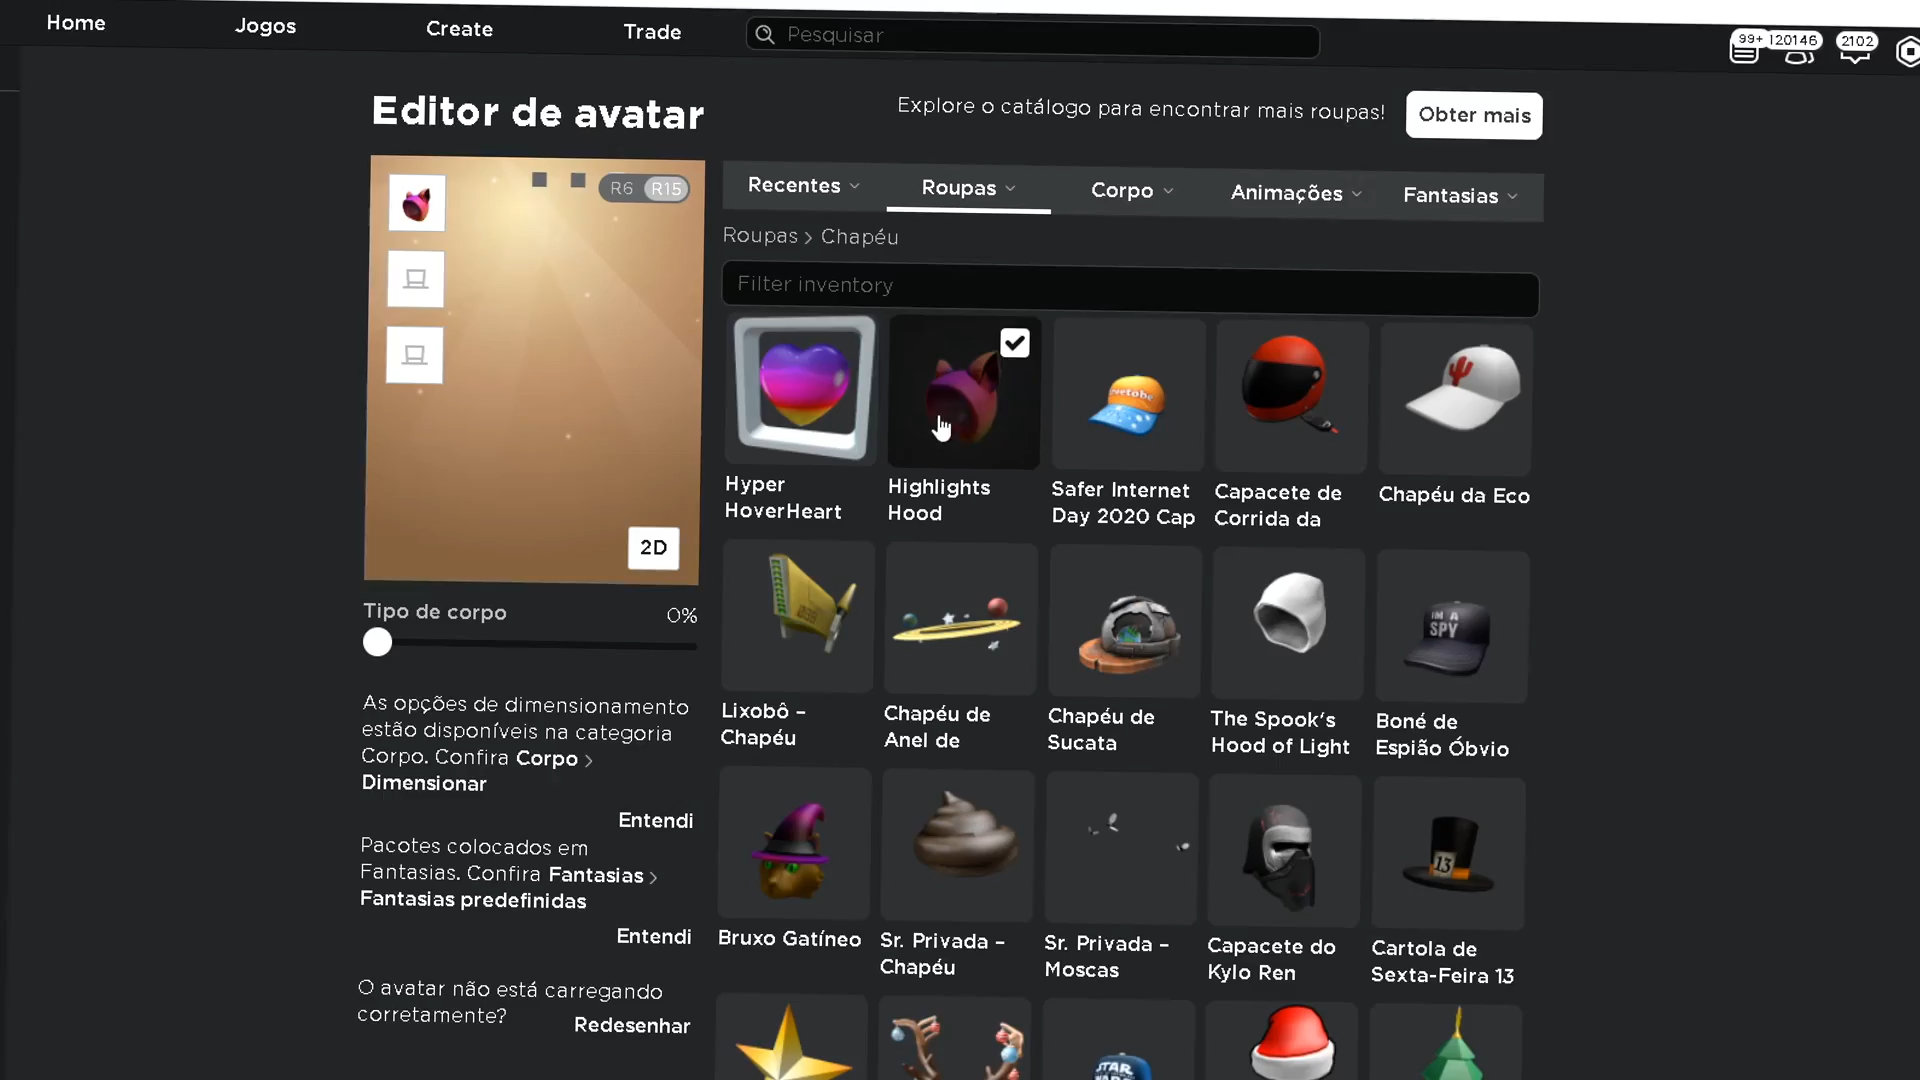 Home Jogos Create Trade Pesquisar 99+ 120146 2102
Editor de avatar
Explore o catálogo para encontrar mais roupas! Obter mais
R6 R15
Recentes Roupas Corpo Animações Fantasias
Roupas > Chapéu
Filter inventory
eetobe
Hyper
HoverHeart
Highlights
Hood
Safer Internet
Day 2020 Cap
Capacete de
Corrida da
Chapéu da Eco
2D
Tipo de corpo 0%
IM A
SPY
Lixobô -
Chapéu
Chapéu de
Anel de
Chapéu de
Sucata
The Spook's
Hood of Light
Boné de
Espião Óbvio
As opções de dimensionamento
estão disponíveis na categoria
Corpo. Confira Corpo >
Dimensionar
Entendi
Pacotes colocados em
Fantasias. Confira Fantasias >
Fantasias predefinidas
Entendi
13
Bruxo Gatíneo
Sr. Privada -
Chapéu
Sr. Privada -
Moscas
Capacete do
Kylo Ren
Cartola de
Sexta-Feira 13
O avatar não está carregando
corretamente? Redesenhar
STAR